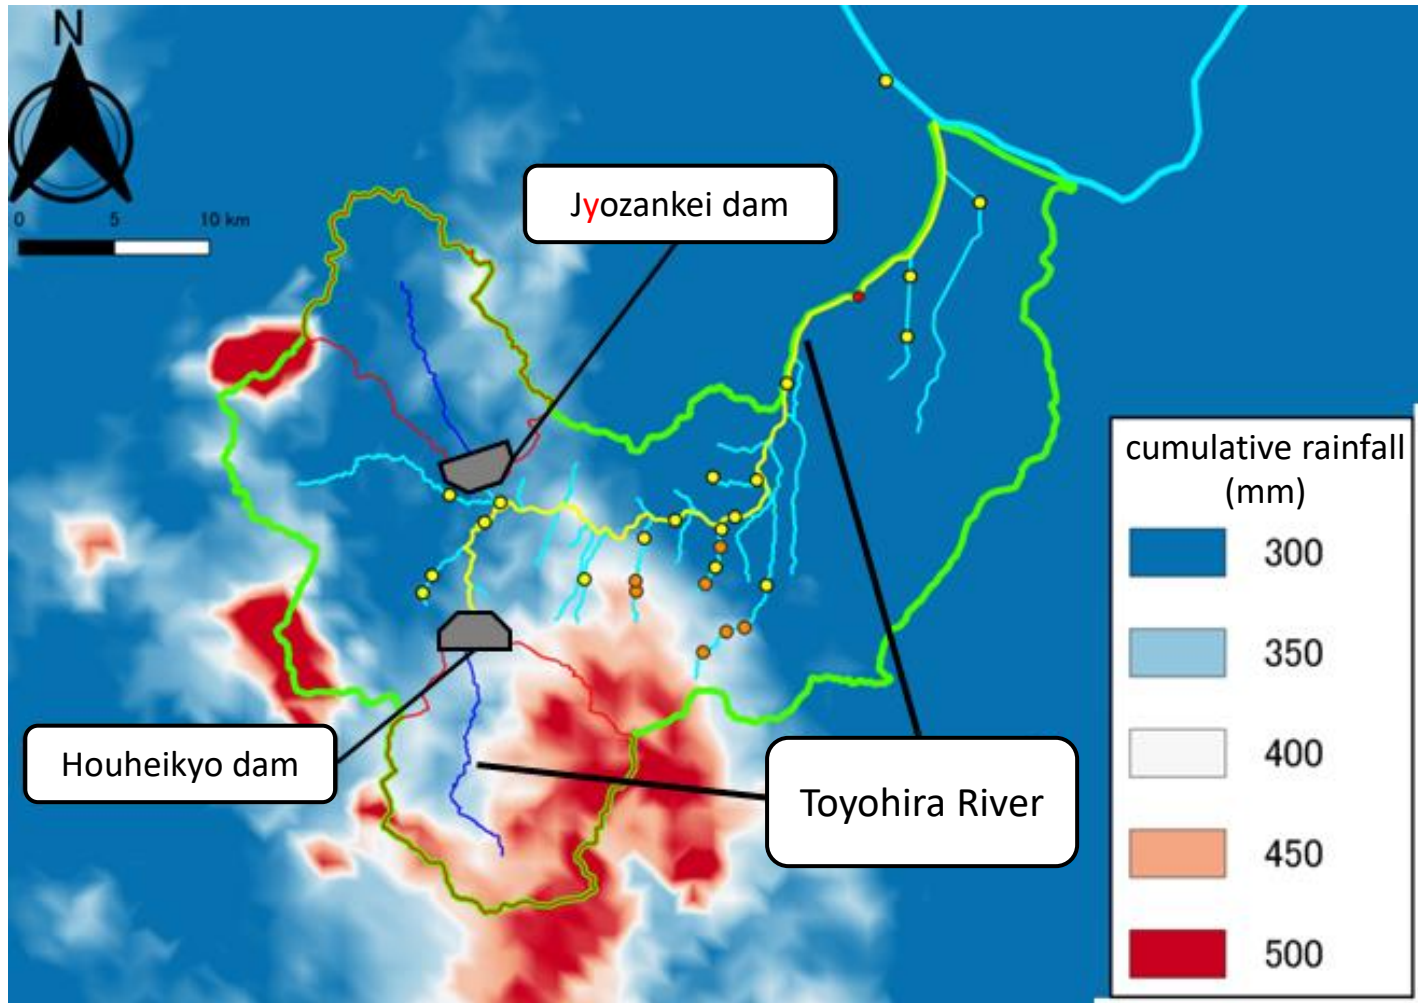 N
0 5 10 km
Jyozankei dam
Houheikyo dam
Toyohira River
cumulative rainfall
(mm)
300
350
400
450
500